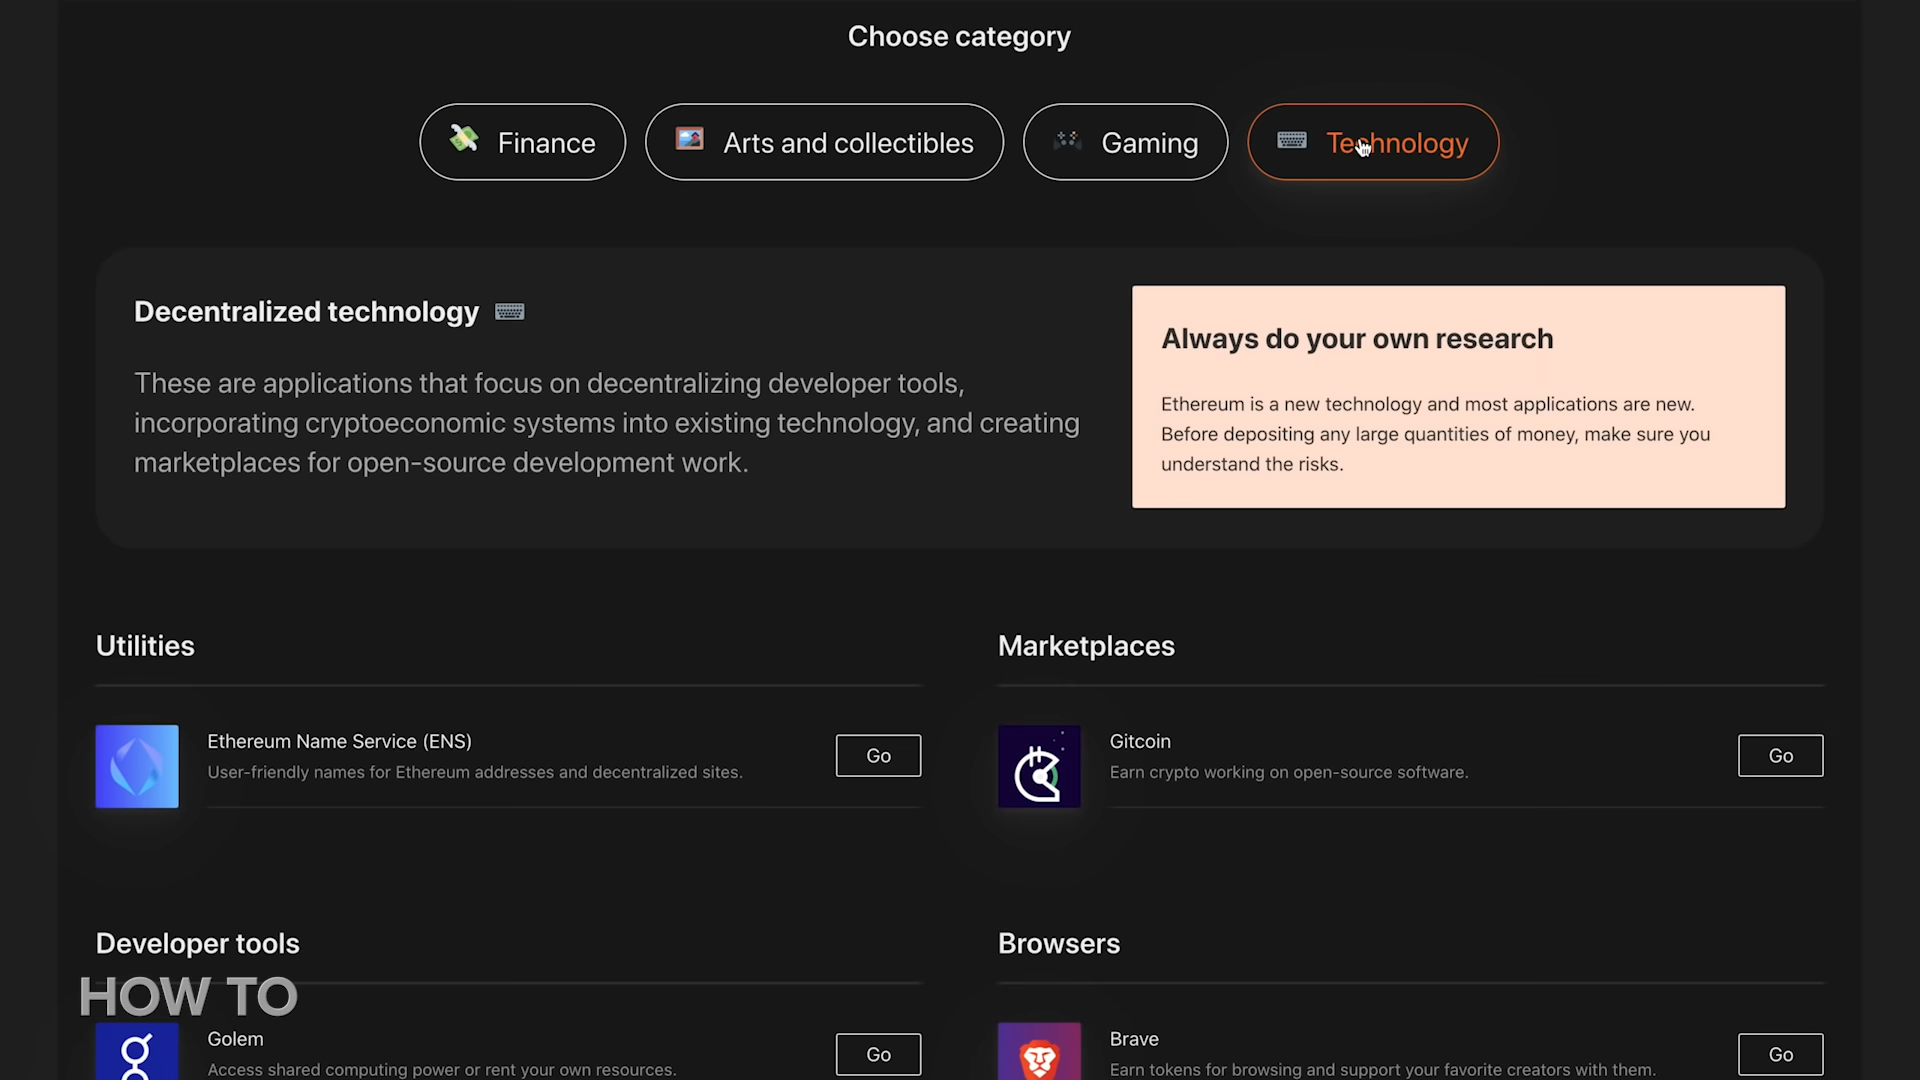 Choose category
Finance
Arts and collectibles
Gaming
Technology
Decentralized technology
These are applications that focus on decentralizing developer tools,
incorporating cryptoeconomic systems into existing technology, and creating
marketplaces for open-source development work.
Always do your own research
Ethereum is a new technology and most applications are new.
Before depositing any large quantities of money, make sure you
understand the risks.
Utilities
Ethereum Name Service (ENS)
User-friendly names for Ethereum addresses and decentralized sites.
Go
Marketplaces
Gitcoin
Earn crypto working on open-source software.
Go
Developer tools
HOW TO
Golem
Access shared computing power or rent your own resources.
Go
Browsers
Brave
Earn tokens for browsing and support your favorite creators with them.
Go